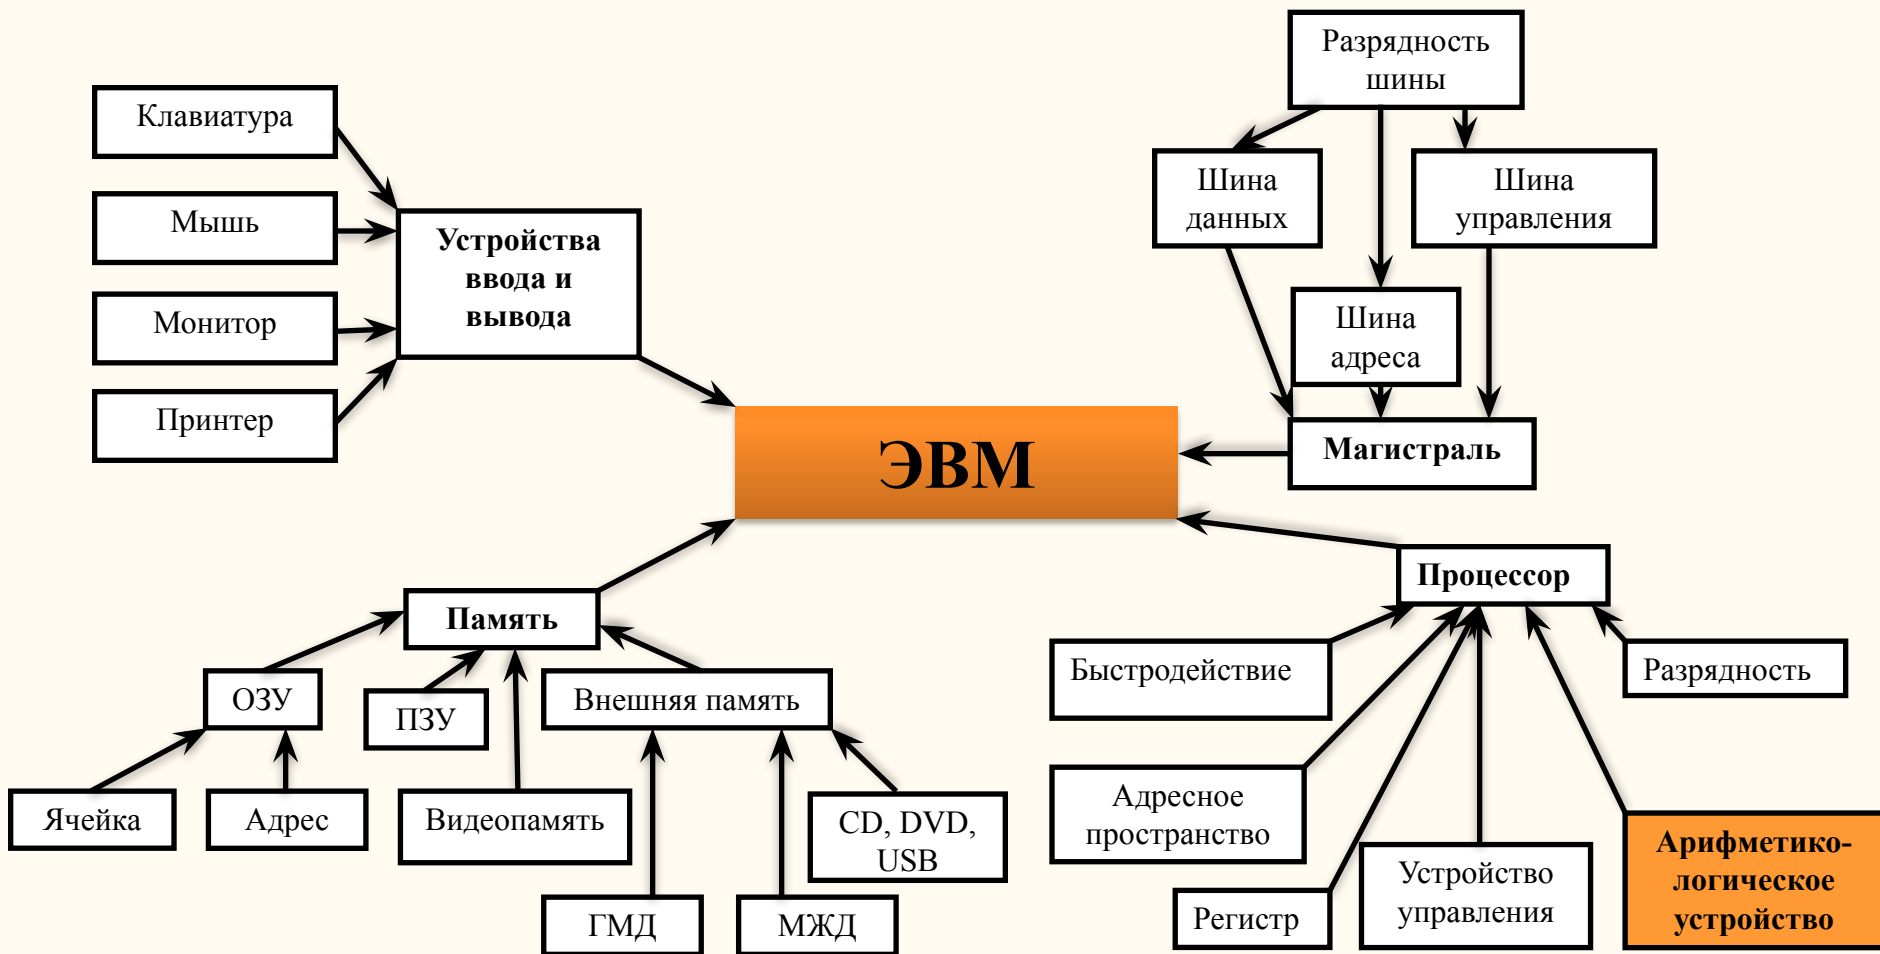 Разрядность
шины
Клавиатура
Мышь
Монитор
Принтер
Устройства
ввода и
вывода
Шина
данных
Шина
управления
Шина
адреса
Магистраль
ЭВМ
Память
ОЗУ
ПЗУ
Внешняя память
Ячейка
Адрес
Видеопамять
CD, DVD,
USB
ГМД
МЖД
Процессор
Быстродействие
Разрядность
Адресное
пространство
Регистр
Устройство
управления
Арифметико-
логическое
устройство